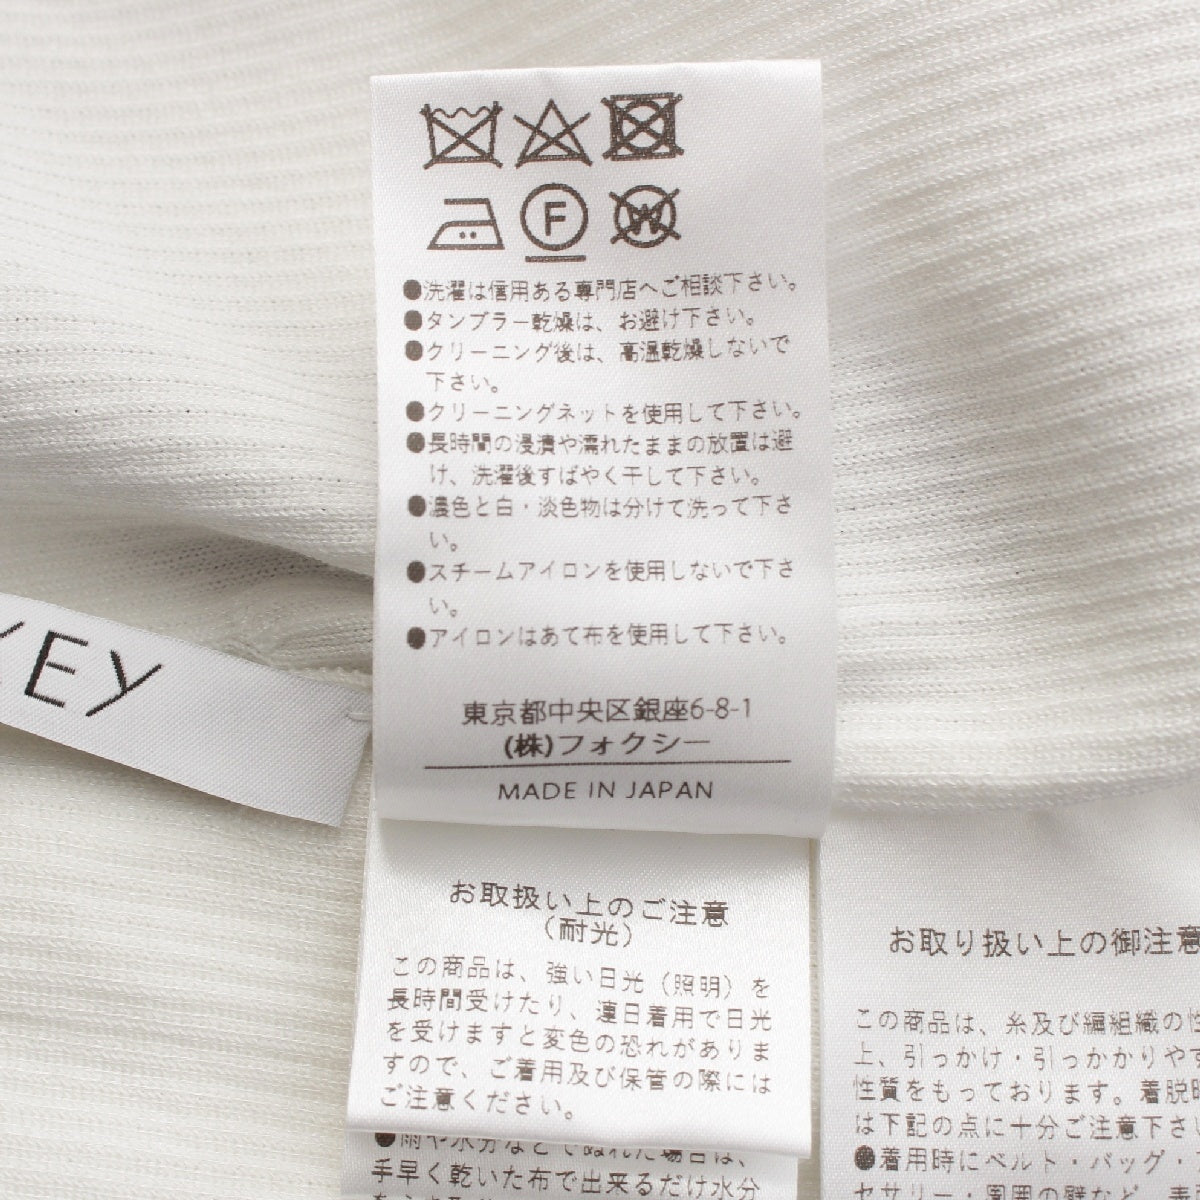 F
W
●洗濯は信用ある専門店へご相談下さい。
●タンブラー乾燥は、お避け下さい。
●クリーニング後は、高温乾燥しないで
下さい。
●クリーニングネットを使用して下さい。
●長時間の浸漬や濡れたままの放置は避
け、洗濯後すばやく干して下さい。
●濃色と白・淡色物は分けて洗って下さ
い。
●スチームアイロンを使用しないで下さ
い。
●アイロンはあて布を使用して下さい。
東京都中央区銀座6-8-1
(株)フォクシー
MADE IN JAPAN
EY
お取扱い上のご注意
（耐光）
この商品は、強い日光（照明）を
長時間受けたり、連日着用で日光
を受けますと変色の恐れがありま
すので、ご着用及び保管の際には
ご注意ください。
●雨や水分などでぬれた場合は、
手早く乾いた布で出来るだけ水分
お取り扱い上の御注意
この商品は、糸及び編組織の性
上、引っかけ・引っかかりやす
性質をもっております。着脱時
は下記の点に十分ご注意下さい
●着用時にベルト・バッグ・
セサリー・周囲の壁など、表